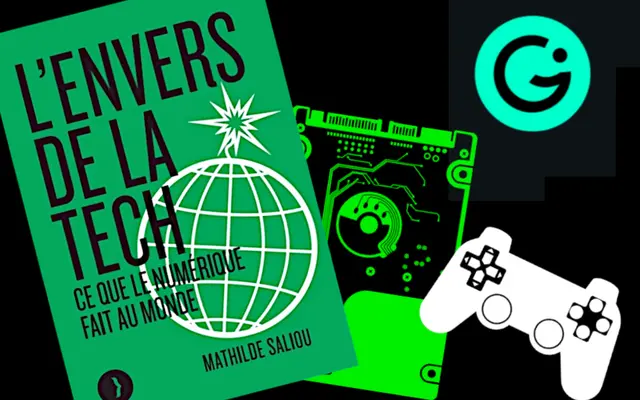 L'ENVERS
DE LA
TECH
CE QUE LE NUMÉRIQUE
FAIT AU MONDE
MATHILDE SALIOU